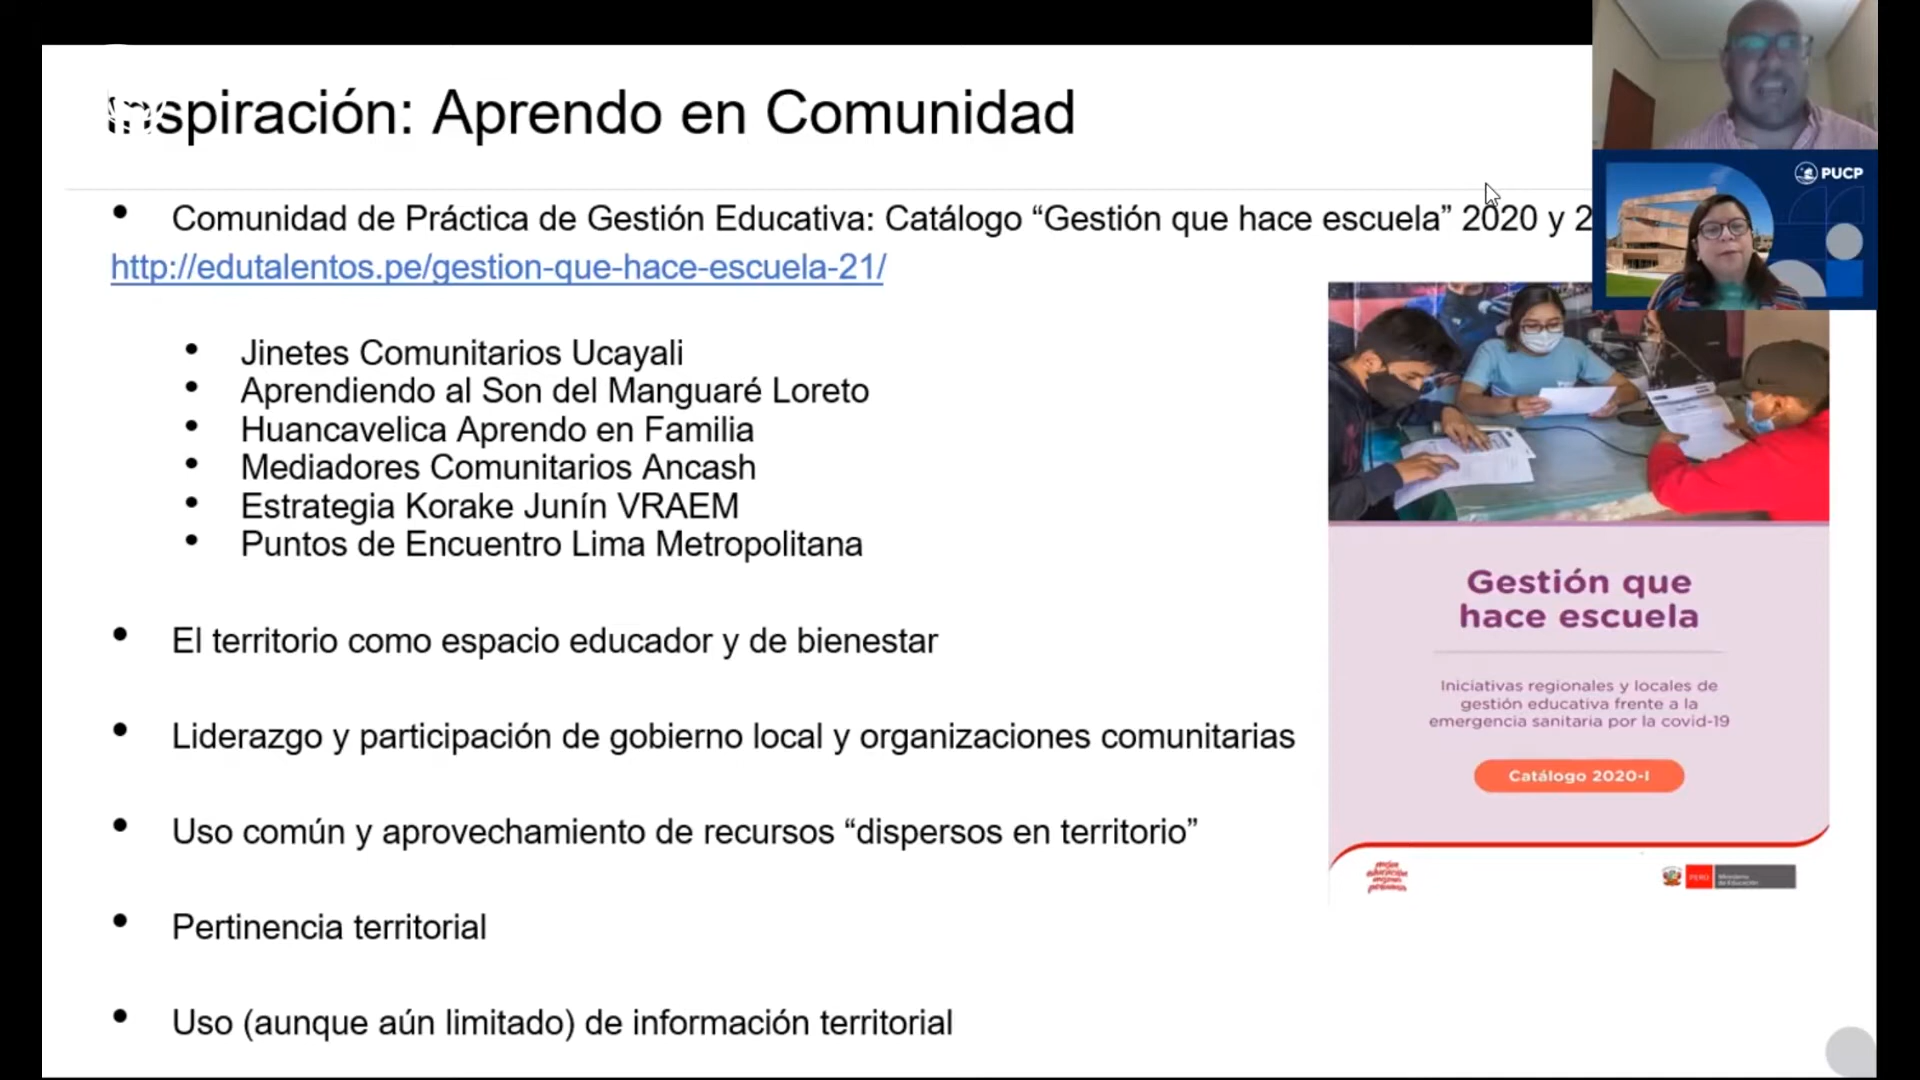 Inspiración: Aprendo en Comunidad
PUCP
• Comunidad de Práctica de Gestión Educativa: Catálogo “Gestión que hace escuela” 2020 y 2
http://edutalentos.pe/gestion-que-hace-escuela-21/
• Jinetes Comunitarios Ucayali
• Aprendiendo al Son del Manguaré Loreto
• Huancavelica Aprendo en Familia
• Mediadores Comunitarios Ancash
• Estrategia Korake Junín VRAEM
• Puntos de Encuentro Lima Metropolitana
• El territorio como espacio educador y de bienestar
• Liderazgo y participación de gobierno local y organizaciones comunitarias
• Uso común y aprovechamiento de recursos “dispersos en territorio”
• Pertinencia territorial
• Uso (aunque aún limitado) de información territorial
Gestión que
hace escuela
Iniciativas regionales y locales de
gestión educativa frente a la
emergencia sanitaria por la covid-19
Catálogo 2020-I
PERÚ
Ministerio
de Educación